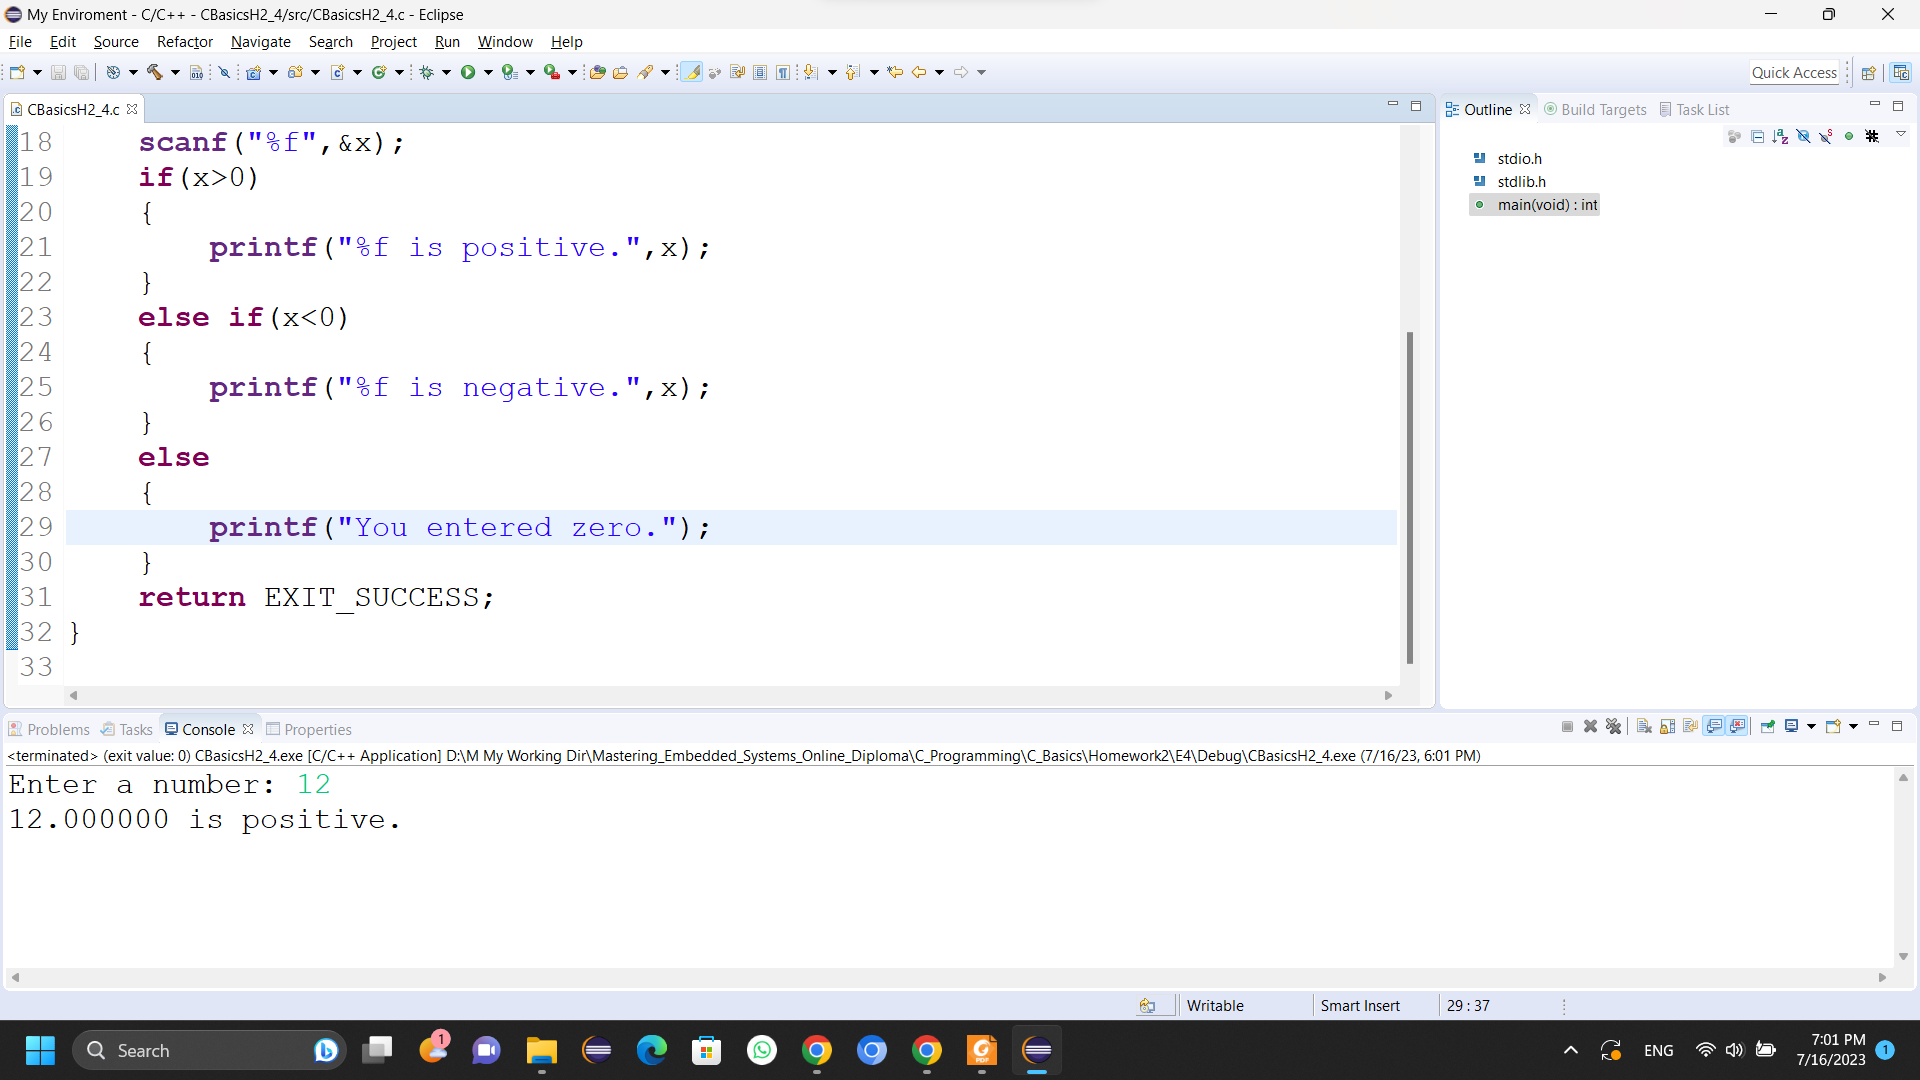 My Enviroment - C/C++ - CBasicsH2_4/src/CBasicsH2_4.c - Eclipse
File Edit Source Refactor Navigate Search Project Run Window Help
Quick Access
CBasicsH2_4.c
Outline Build Targets Task List
18 scanf("%f",&x);
19 if(x>0)
20 {
21 printf("%f is positive.",x);
22 }
23 else if(x<0)
24 {
25 printf("%f is negative.",x);
26 }
27 else
28 {
29 printf("You entered zero.");
30 }
31 return EXIT_SUCCESS;
32 }
33
stdio.h
stdlib.h
main(void) : int
Problems Tasks Console Properties
<terminated> (exit value: 0) CBasicsH2_4.exe [C/C++ Application] D:\M My Working Dir\Mastering_Embedded_Systems_Online_Diploma\C_Programming\C_Basics\Homework2\E4\Debug\CBasicsH2_4.exe (7/16/23, 6:01 PM)
Enter a number: 12
12.000000 is positive.
Writable Smart Insert 29 : 37
Search
1
ENG
7:01 PM
7/16/2023
1